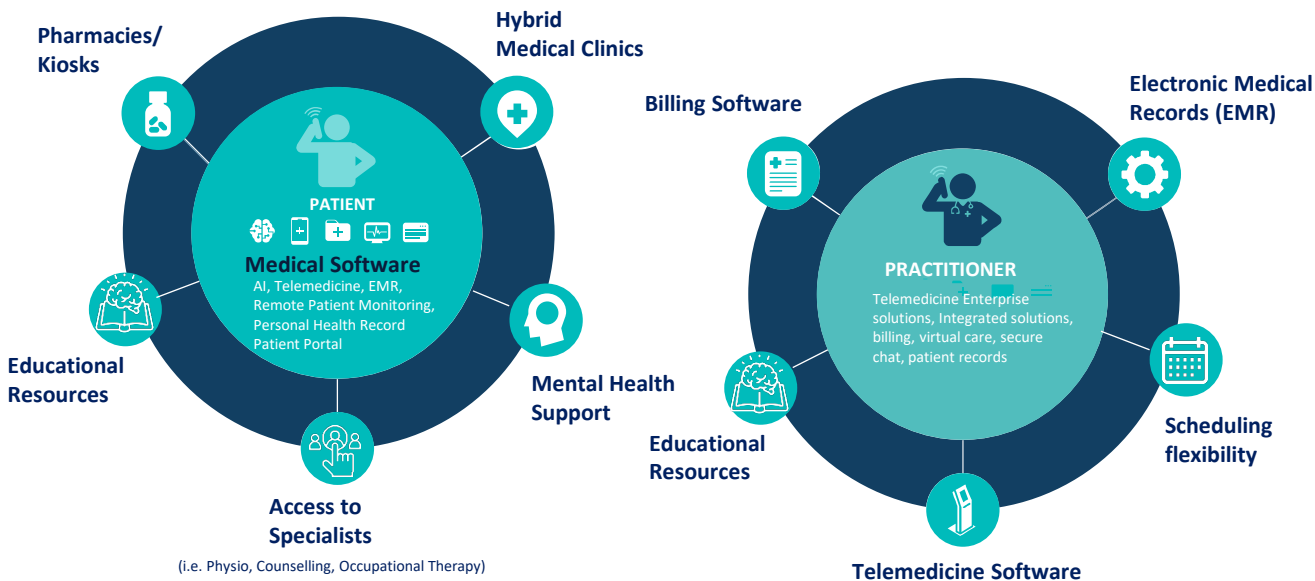 Pharmacies/
Kiosks
Hybrid
Medical Clinics
PATIENT
Medical Software
AI, Telemedicine, EMR,
Remote Patient Monitoring,
Personal Health Record
Patient Portal
Educational
Resources
Mental Health
Support
Access to
Specialists
(i.e. Physio, Counselling, Occupational Therapy)
Billing Software
Electronic Medical
Records (EMR)
PRACTITIONER
Telemedicine Enterprise
solutions, Integrated solutions,
billing, virtual care, secure
chat, patient records
Educational
Resources
Scheduling
flexibility
Telemedicine Software